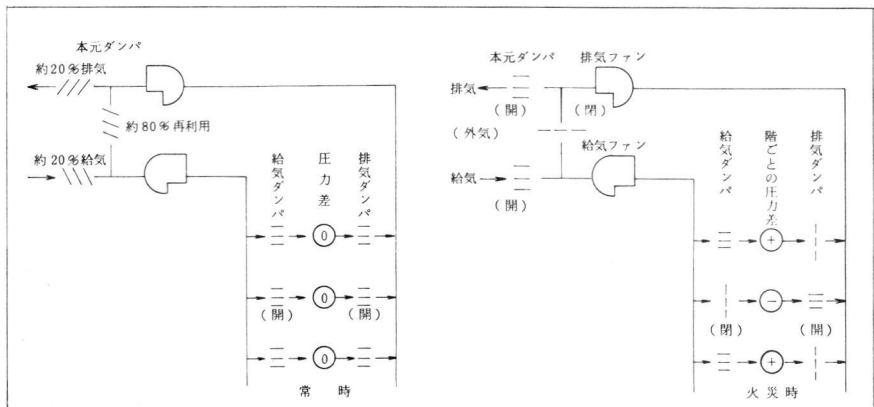 本元ダンパ
約20%排気
約80%再利用
約20%給気
給気ダンパ
圧力差
排気ダンパ
0
0
(開)
(開)
0
常時
本元ダンパ
排気ファン
排気
(開)
(閉)
(外気)
給気ファン
給気
(開)
給気ダンパ
階ごとの圧力差
排気ダンパ
+
−
(閉)
(開)
+
火災時